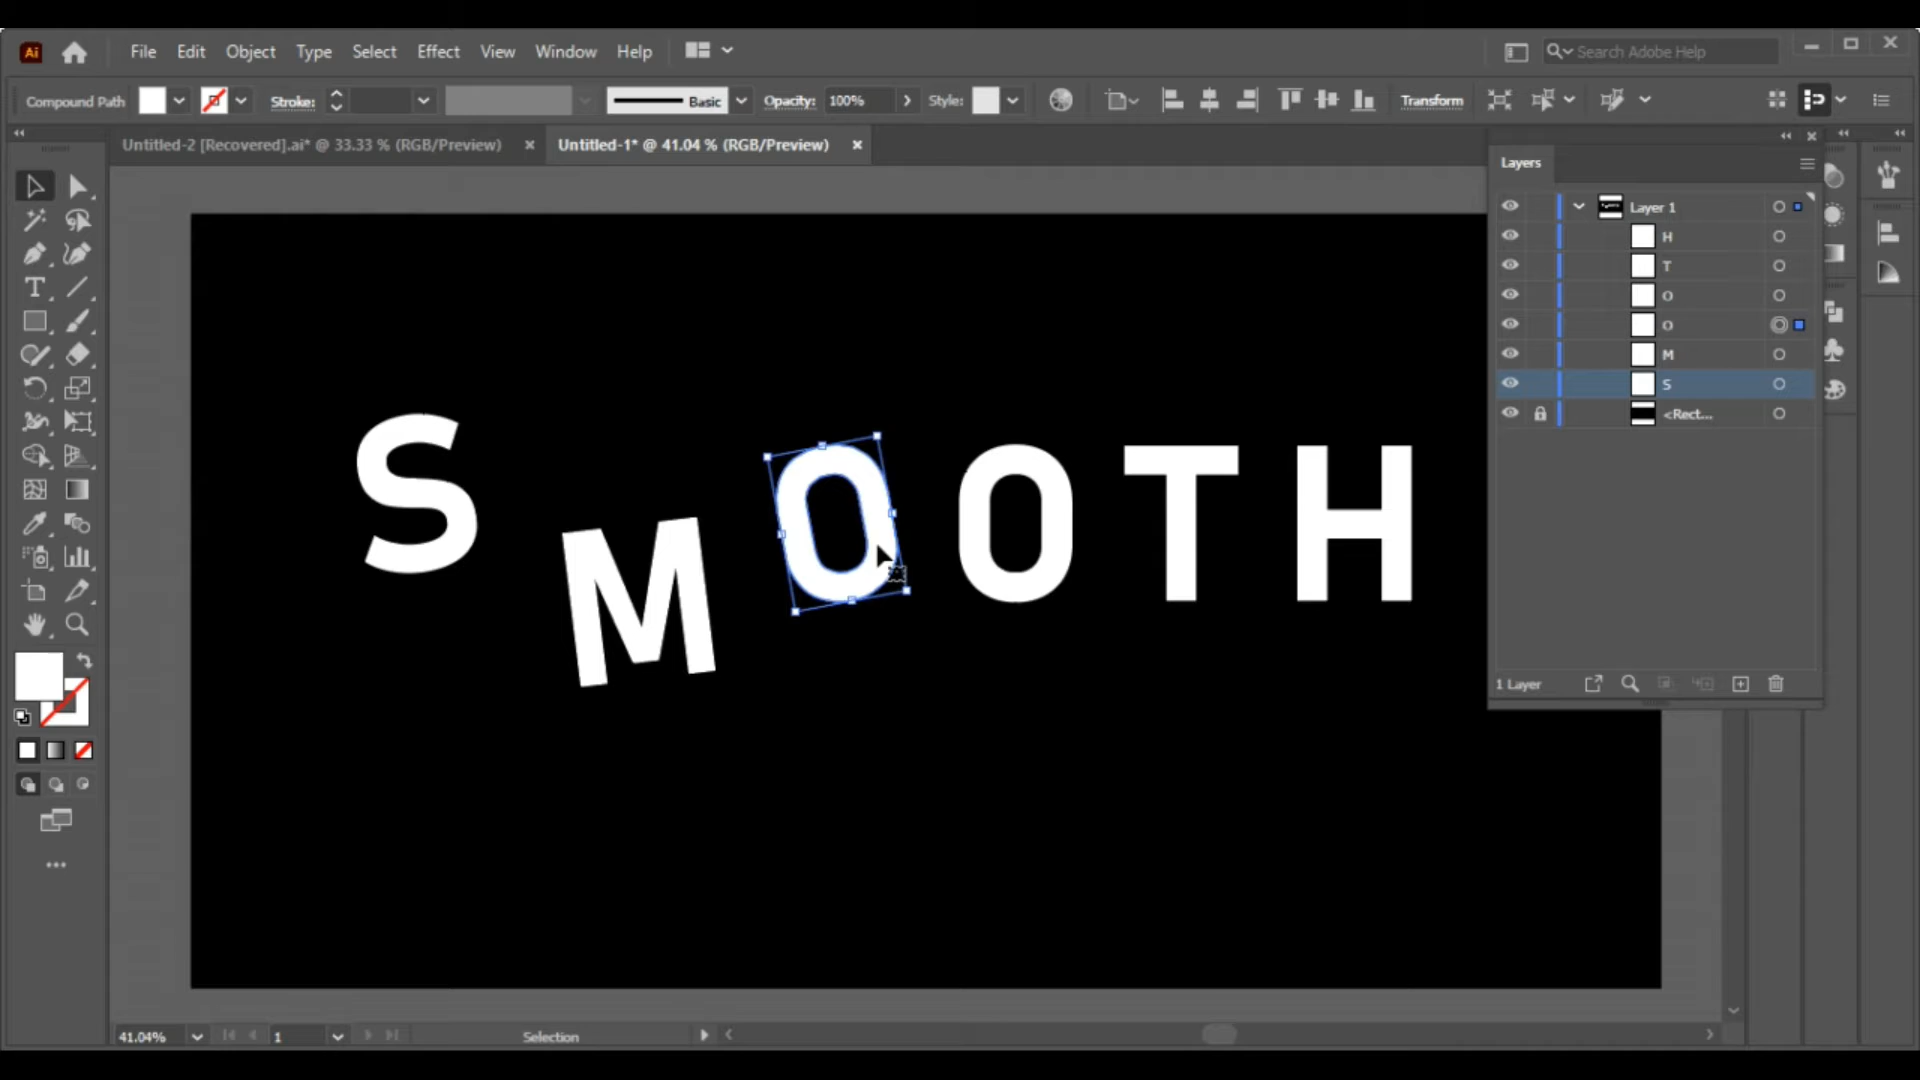 Ai File Edit Object Type Select Effect View Window Help Search Adobe Help
Compound Path Stroke: Basic Opacity: 100% Style: Transform
Untitled-2 [Recovered].ai* @ 33.33 % (RGB/Preview) Untitled-1* @ 41.04 % (RGB/Preview)
Layers
Layer 1
H
T
O
O
M
S
<Rect...
SMOOTH
1 Layer
41.04% 1 Selection